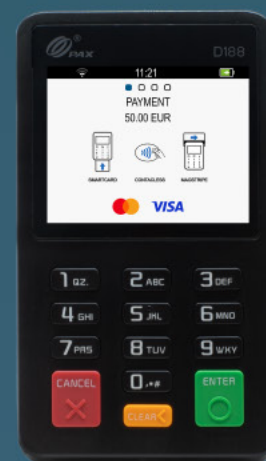 PAX D188
11:21
PAYMENT
50.00 EUR
SMARTCARD CONTACLESS MAGSTRIPE
VISA
1 QZ. 2 ABC 3 DEF
4 GHI 5 JKL 6 MNO
7 PRS 8 TUV 9 WXY
CANCEL 0,*# ENTER
CLEAR